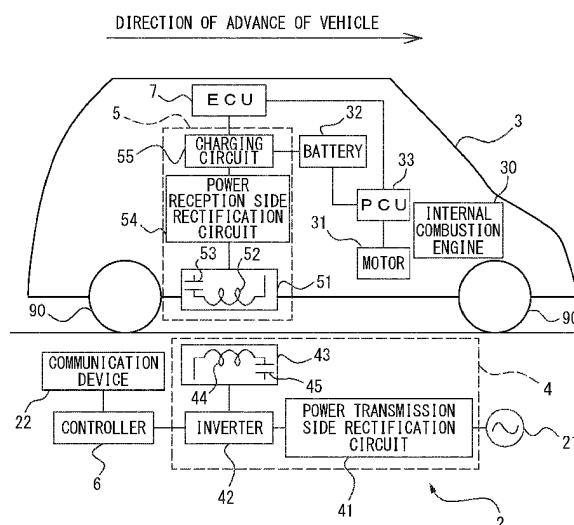 DIRECTION OF ADVANCE OF VEHICLE
7
ECU
5
32
3
CHARGING
CIRCUIT
BATTERY
55
33
30
POWER
RECEPTION SIDE
RECTIFICATION
CIRCUIT
PCU
INTERNAL
COMBUSTION
ENGINE
54
31
53
52
MOTOR
51
90
90
COMMUNICATION
DEVICE
43
44
45
4
22
CONTROLLER
INVERTER
POWER TRANSMISSION
SIDE RECTIFICATION
CIRCUIT
21
6
42
41
2